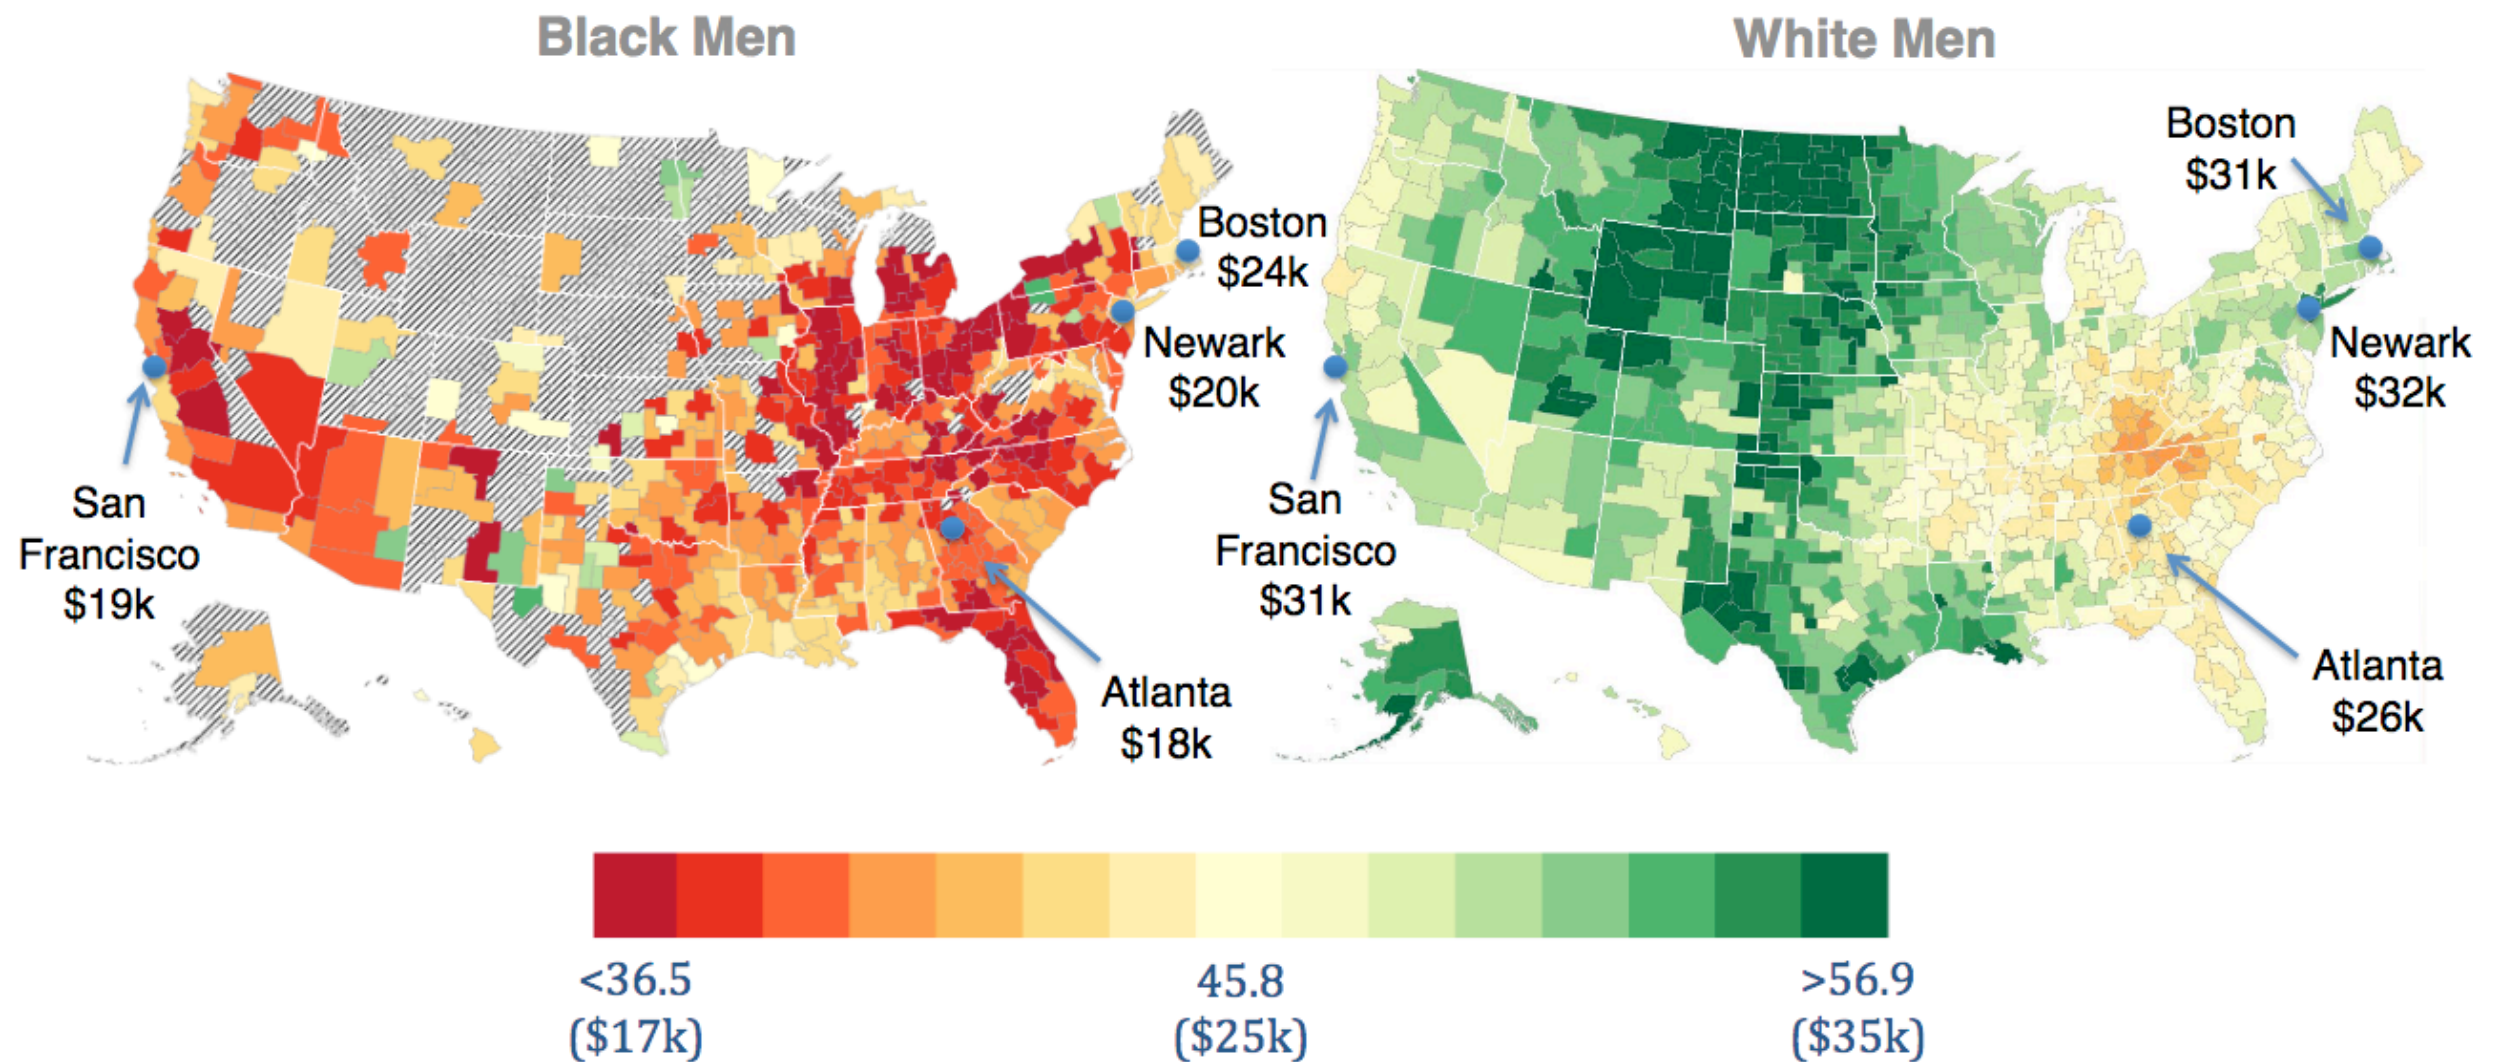 Black Men
White Men
Boston
$24k
Newark
$20k
San
Francisco
$19k
Atlanta
$18k
Boston
$31k
Newark
$32k
San
Francisco
$31k
Atlanta
$26k
<36.5
45.8
>56.9
($17k)
($25k)
($35k)